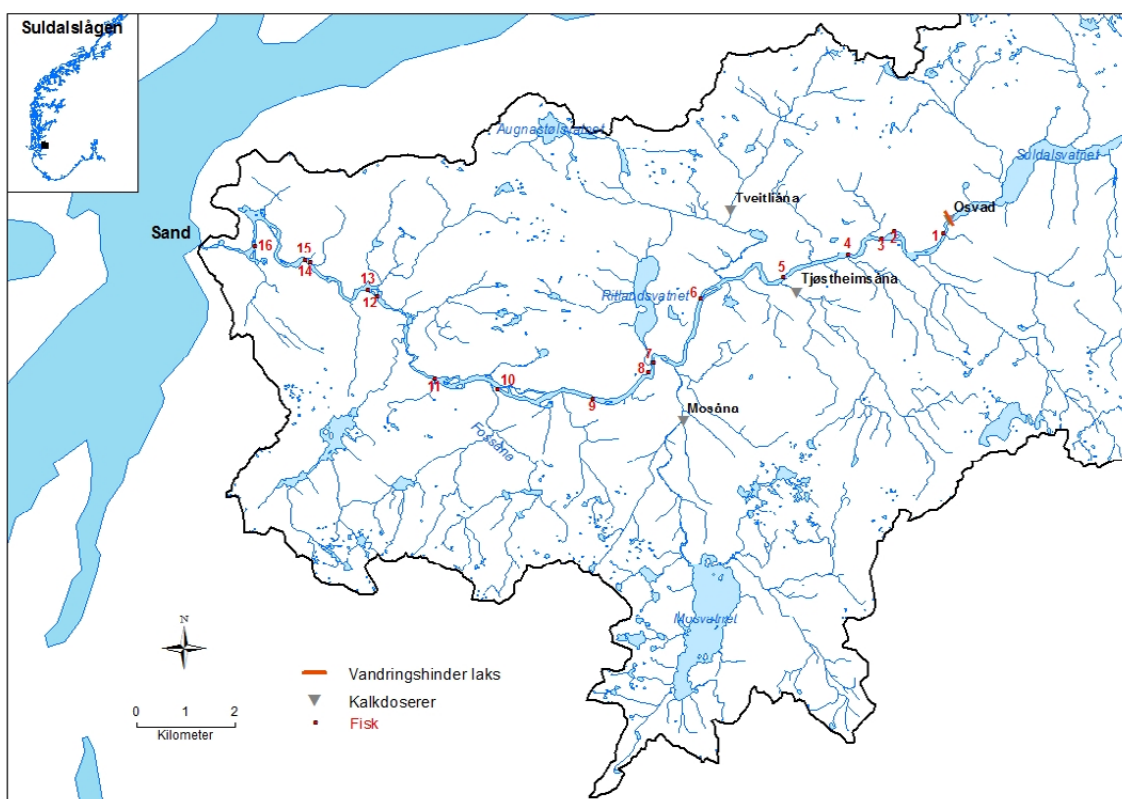 Suldalslågen
Augnastølsvatnet
Suldalsvatnet
Tveitliåna
Osvad
Sand
1
2
3
4
5
Tjøstheimsåna
6
Ritlandsvatnet
7
8
9
10
11
12
13
14
15
16
Mosåna
Fossåne
Mosvatnet
N
Vandringshinder laks
Kalkdoserer
Fisk
0 1 2
Kilometer